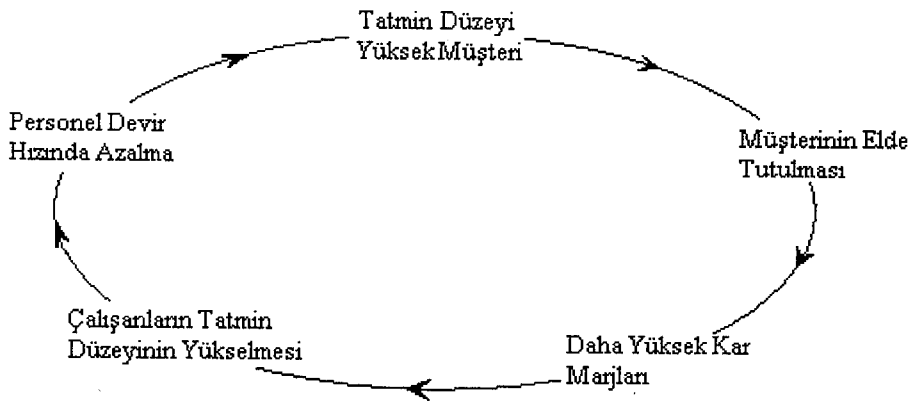 Tatmin Düzeyi
Yüksek Müşteri
Müşterinin Elde
Tutulması
Daha Yüksek Kar
Marjları
Çalışanların Tatmin
Düzeyinin Yükselmesi
Personel Devir
Hızında Azalma